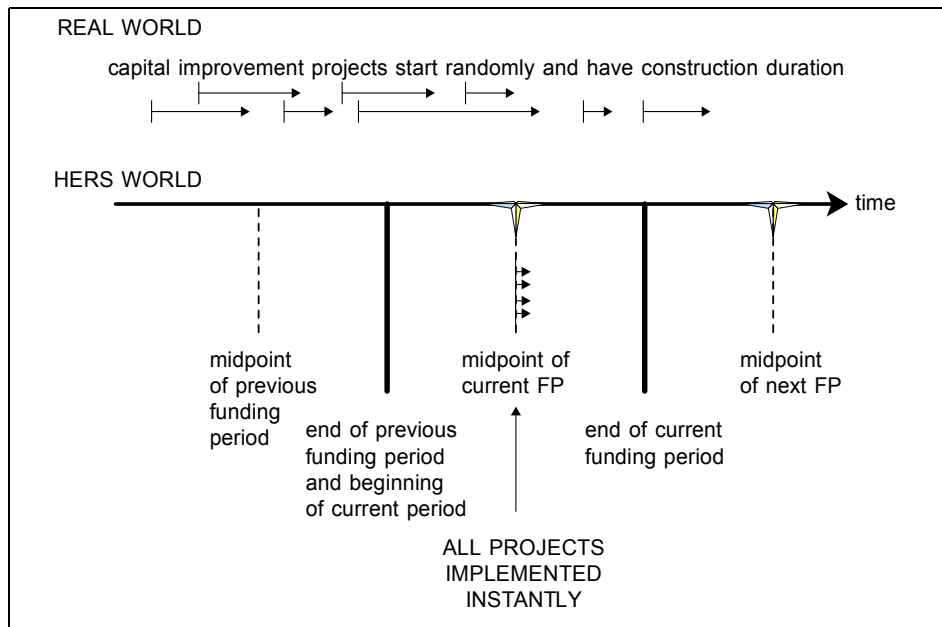 REAL WORLD
capital improvement projects start randomly and have construction duration
HERS WORLD
time
midpoint
of previous
funding
period
end of previous
funding period
and beginning
of current period
midpoint of
current FP
end of current
funding period
midpoint
of next FP
ALL PROJECTS
IMPLEMENTED
INSTANTLY